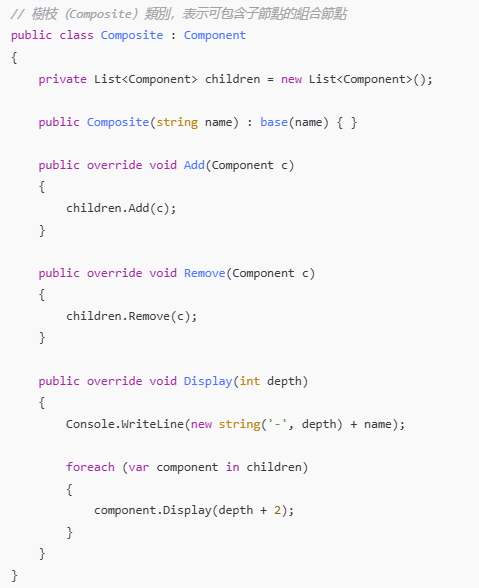 // 樹枝（Composite）類別，表示可包含子節點的組合節點
public class Composite : Component
{
    private List<Component> children = new List<Component>();

    public Composite(string name) : base(name) { }

    public override void Add(Component c)
    {
        children.Add(c);
    }

    public override void Remove(Component c)
    {
        children.Remove(c);
    }

    public override void Display(int depth)
    {
        Console.WriteLine(new string('-', depth) + name);

        foreach (var component in children)
        {
            component.Display(depth + 2);
        }
    }
}